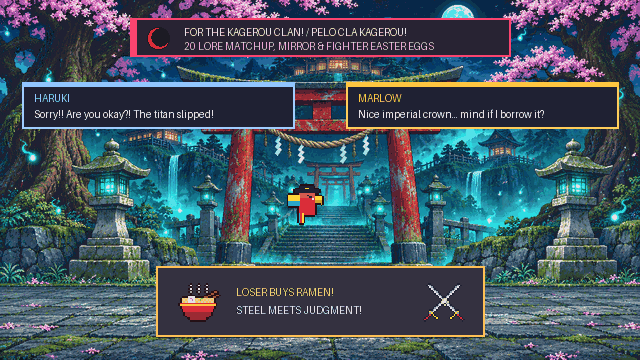 FOR THE KAGEROU CLAN! / PELO CLA KAGEROU!
20 LORE MATCHUP, MIRROR & FIGHTER EASTER EGGS
HARUKI
Sorry!! Are you okay?! The titan slipped!
MARLOW
Nice imperial crown... mind if I borrow it?
LOSER BUYS RAMEN!
STEEL MEETS JUDGMENT!